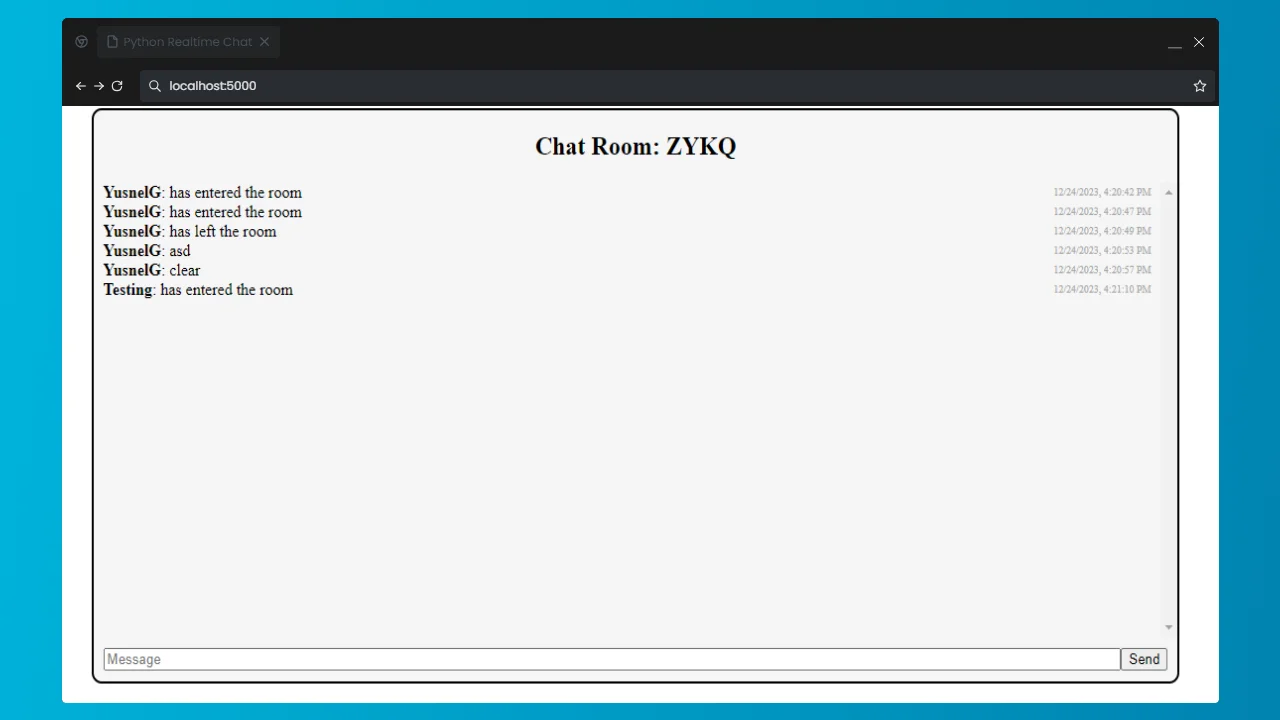 Python Realtime Chat
localhost:5000
Chat Room: ZYKQ
YusnelG: has entered the room 12/24/2023, 4:20:42 PM
YusnelG: has entered the room 12/24/2023, 4:20:47 PM
YusnelG: has left the room 12/24/2023, 4:20:49 PM
YusnelG: asd 12/24/2023, 4:20:53 PM
YusnelG: clear 12/24/2023, 4:20:57 PM
Testing: has entered the room 12/24/2023, 4:21:10 PM
Message Send